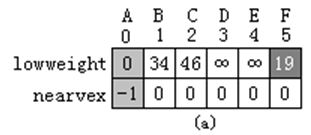 A B C D E F
0 1 2 3 4 5
lowweight 0 34 46 ∞ ∞ 19
nearvex -1 0 0 0 0 0
(a)